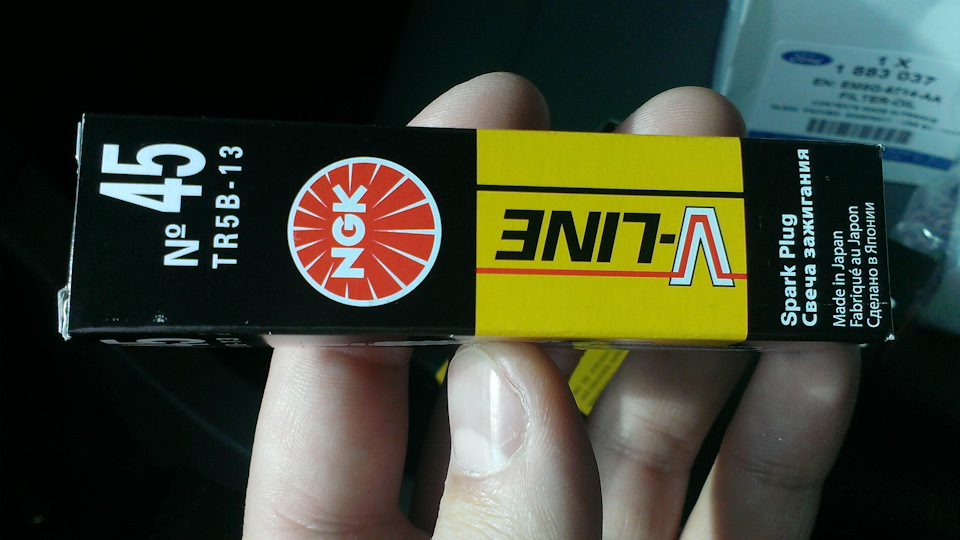 № 45
TR5B-13
NGK
V-LINE
Spark Plug
Свеча зажигания
Made in Japan
Fabriqué au Japon
Сделано в Японии
Ford
1 X
1 883 037
FILTER-OIL